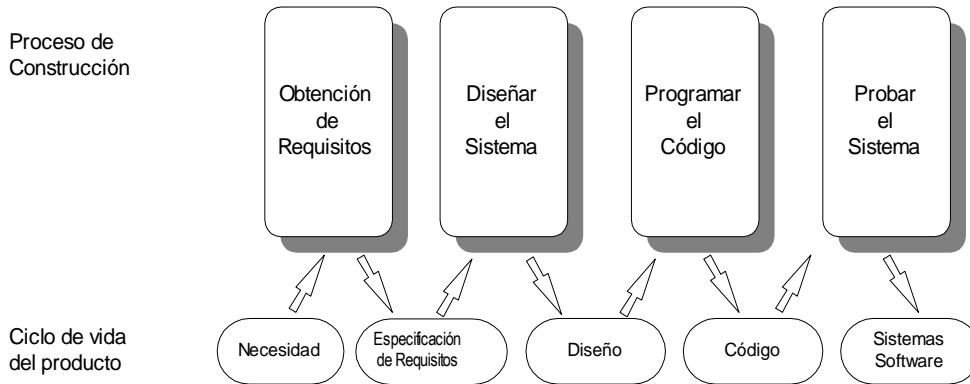 Proceso de
Construcción
Obtención
de
Requisitos
Diseñar
el
Sistema
Programar
el
Código
Probar
el
Sistema
Ciclo de vida
del producto
Necesidad
Especificación
de Requisitos
Diseño
Código
Sistemas
Software